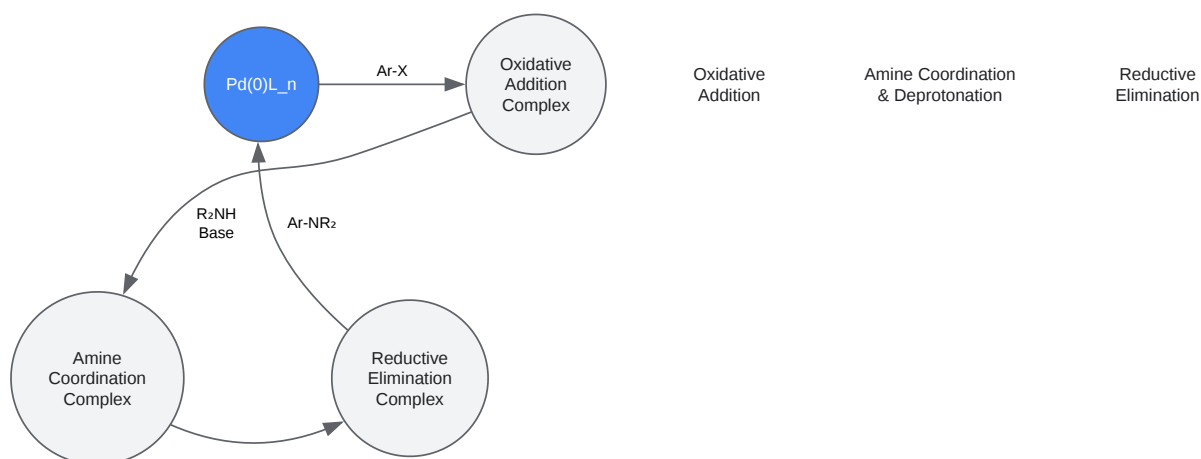 Pd(0)L_n
Ar-X
Oxidative
Addition
Complex
Oxidative
Addition
Amine Coordination
& Deprotonation
Reductive
Elimination
R₂NH
Base
Ar-NR₂
Amine
Coordination
Complex
Reductive
Elimination
Complex